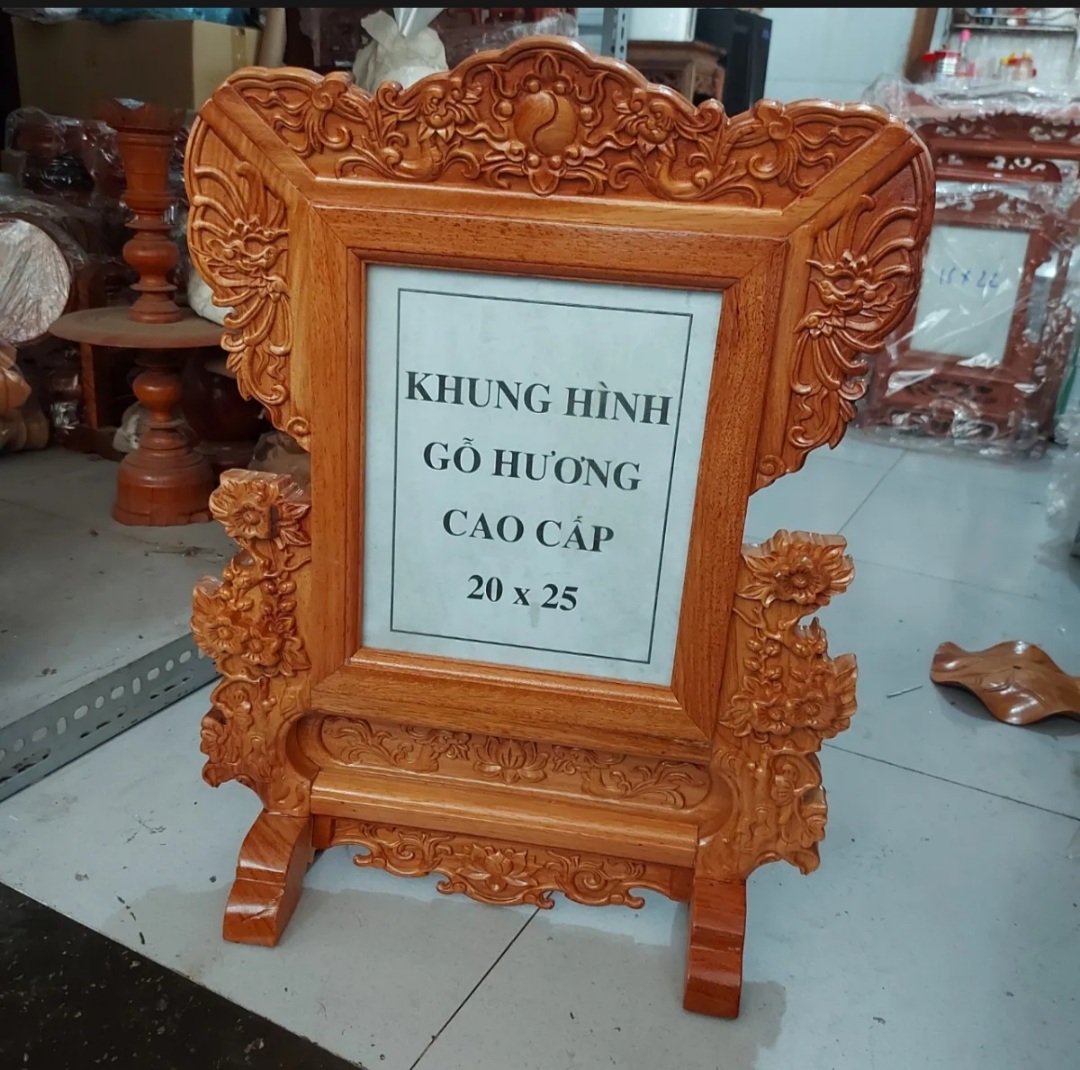 KHUNG HÌNH
GỖ HƯƠNG
CAO CẤP
20 x 25